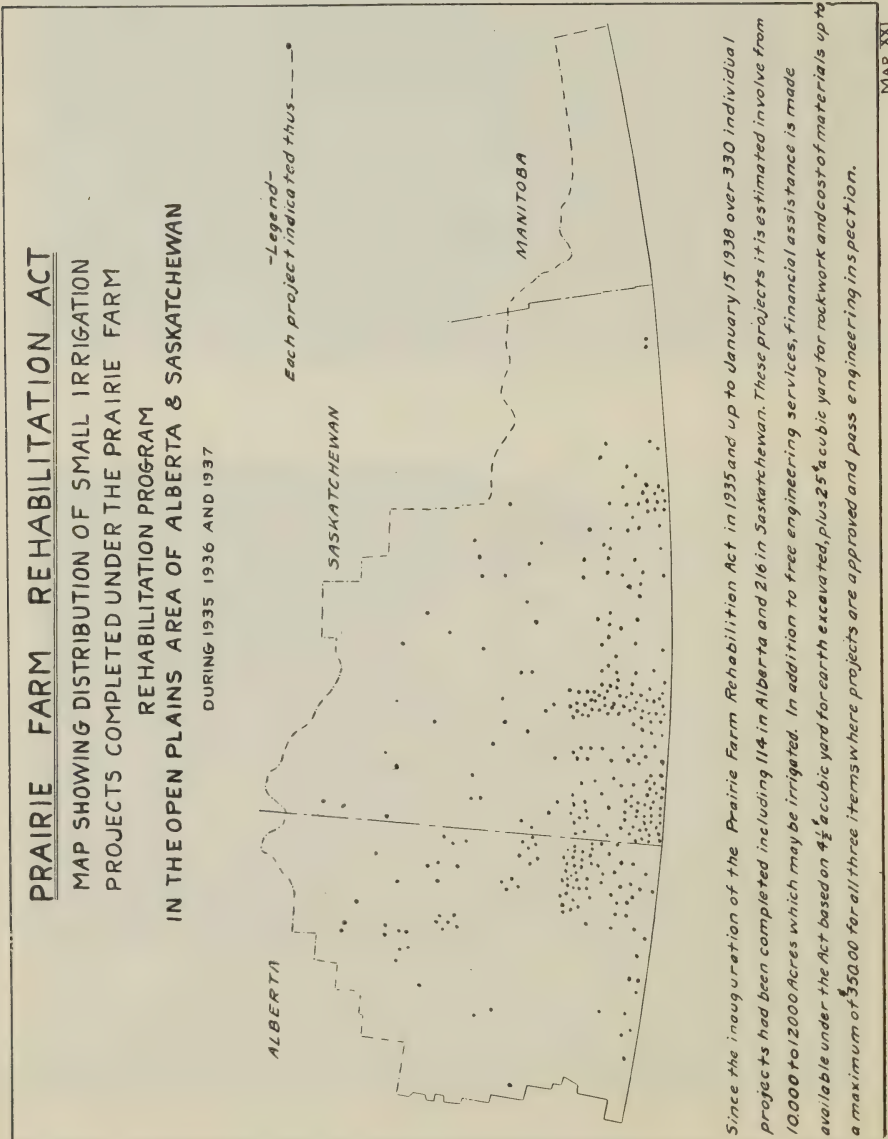 PRAIRIE FARM REHABILITATION ACT
MAP SHOWING DISTRIBUTION OF SMALL IRRIGATION
PROJECTS COMPLETED UNDER THE PRAIRIE FARM
REHABILITATION PROGRAM
IN THE OPEN PLAINS AREA OF ALBERTA & SASKATCHEWAN
DURING 1935 1936 AND 1937
-Legend-
Each project indicated thus ---•
ALBERTA
SASKATCHEWAN
MANITOBA
Since the inauguration of the Prairie Farm Rehabilition Act in 1935 and up to January 15 1938 over 330 individual
projects had been completed including 114 in Alberta and 216 in Saskatchewan. These projects it is estimated involve from
10,000 to 12000 Acres which may be irrigated. In addition to free engineering services, financial assistance is made
available under the Act based on 4½¢ a cubic yard for earth excavated, plus 25¢ a cubic yard for rockwork and cost of materials up to
a maximum of $350.00 for all three items where projects are approved and pass engineering inspection.
MAP XXI